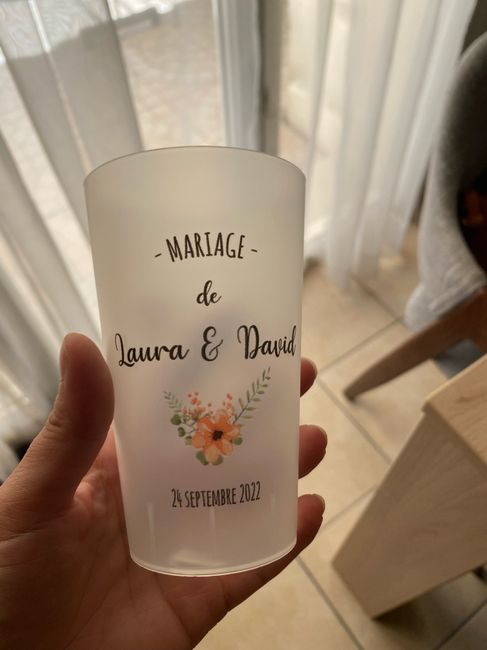 - MARIAGE -
de
Laura & David
24 SEPTEMBRE 2022